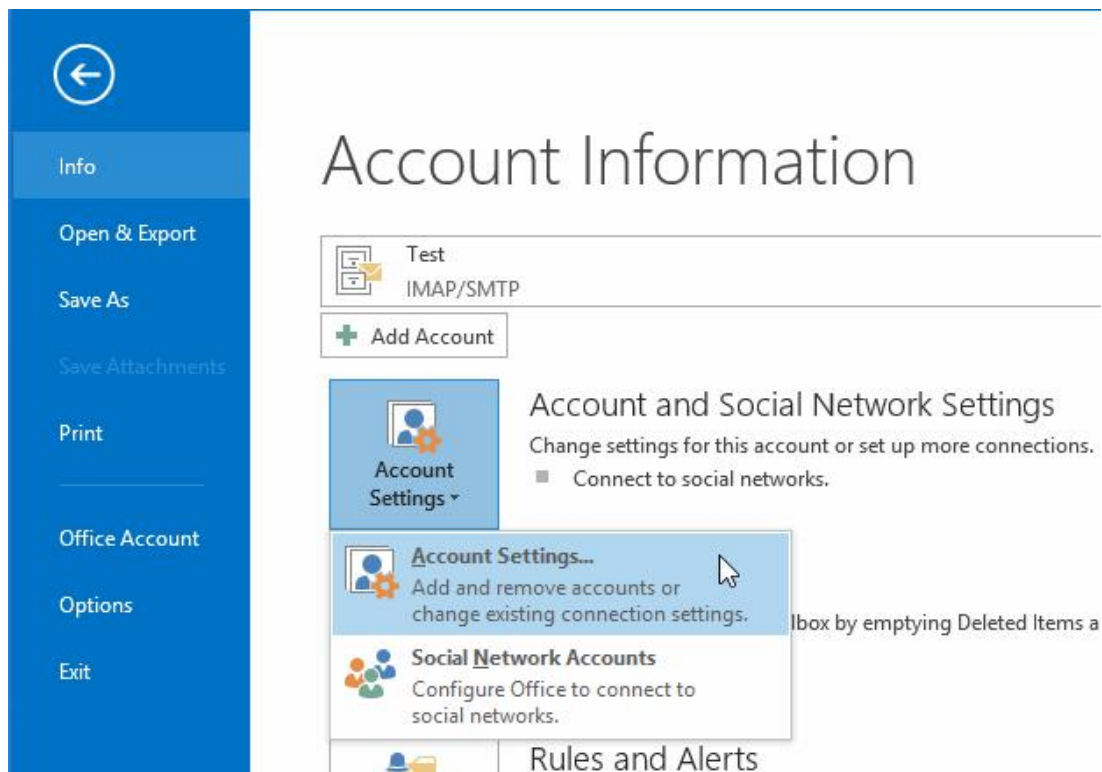 Info
Open & Export
Save As
Save Attachments
Print
Office Account
Options
Exit
Account Information
Test
IMAP/SMTP
Add Account
Account
Settings
Account and Social Network Settings
Change settings for this account or set up more connections.
Connect to social networks.
Account Settings...
Add and remove accounts or
change existing connection settings.
lbox by emptying Deleted Items a
Social Network Accounts
Configure Office to connect to
social networks.
Rules and Alerts